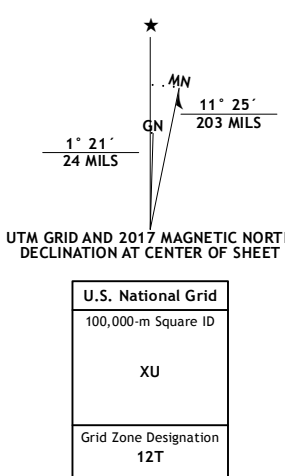 ★
MN
11° 25´
203 MILS
GN
1° 21´
24 MILS
UTM GRID AND 2017 MAGNETIC NORT
DECLINATION AT CENTER OF SHEET
U.S. National Grid
100,000-m Square ID
XU
Grid Zone Designation
12T